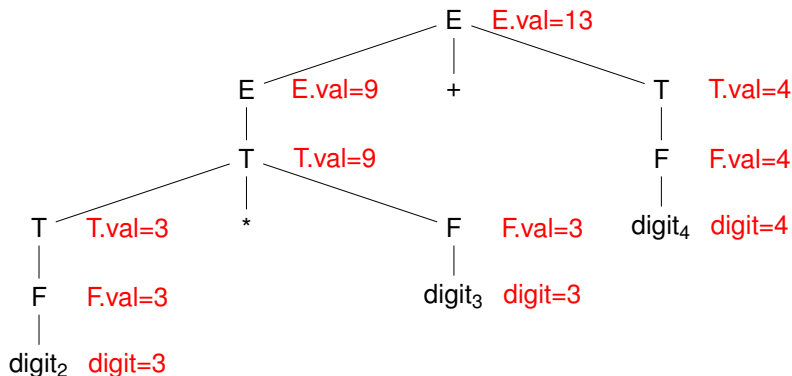 E E.val=13
E E.val=9 + T T.val=4
T T.val=9 F F.val=4
T T.val=3 * F F.val=3 digit₄ digit=4
F F.val=3 digit₃ digit=3
digit₂ digit=3